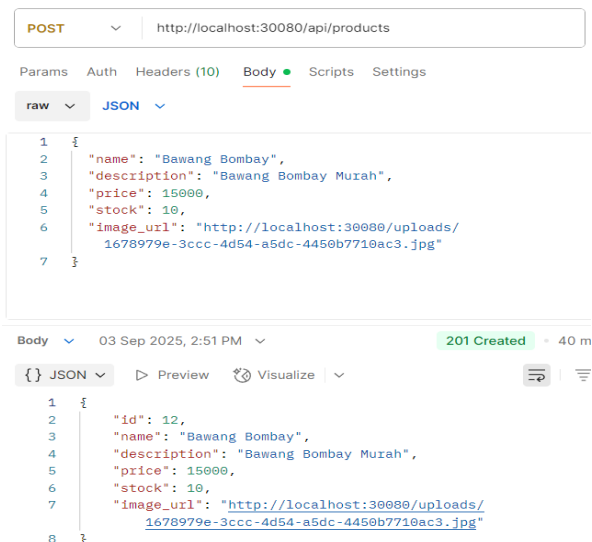 POST http://localhost:30080/api/products
Params Auth Headers (10) Body Scripts Settings
raw JSON
1 {
2 "name": "Bawang Bombay",
3 "description": "Bawang Bombay Murah",
4 "price": 15000,
5 "stock": 10,
6 "image_url": "http://localhost:30080/uploads/
1678979e-3ccc-4d54-a5dc-4450b7710ac3.jpg"
7 }
Body 03 Sep 2025, 2:51 PM 201 Created 40 m
{} JSON Preview Visualize
1 {
2 "id": 12,
3 "name": "Bawang Bombay",
4 "description": "Bawang Bombay Murah",
5 "price": 15000,
6 "stock": 10,
7 "image_url": "http://localhost:30080/uploads/
1678979e-3ccc-4d54-a5dc-4450b7710ac3.jpg"
8 }